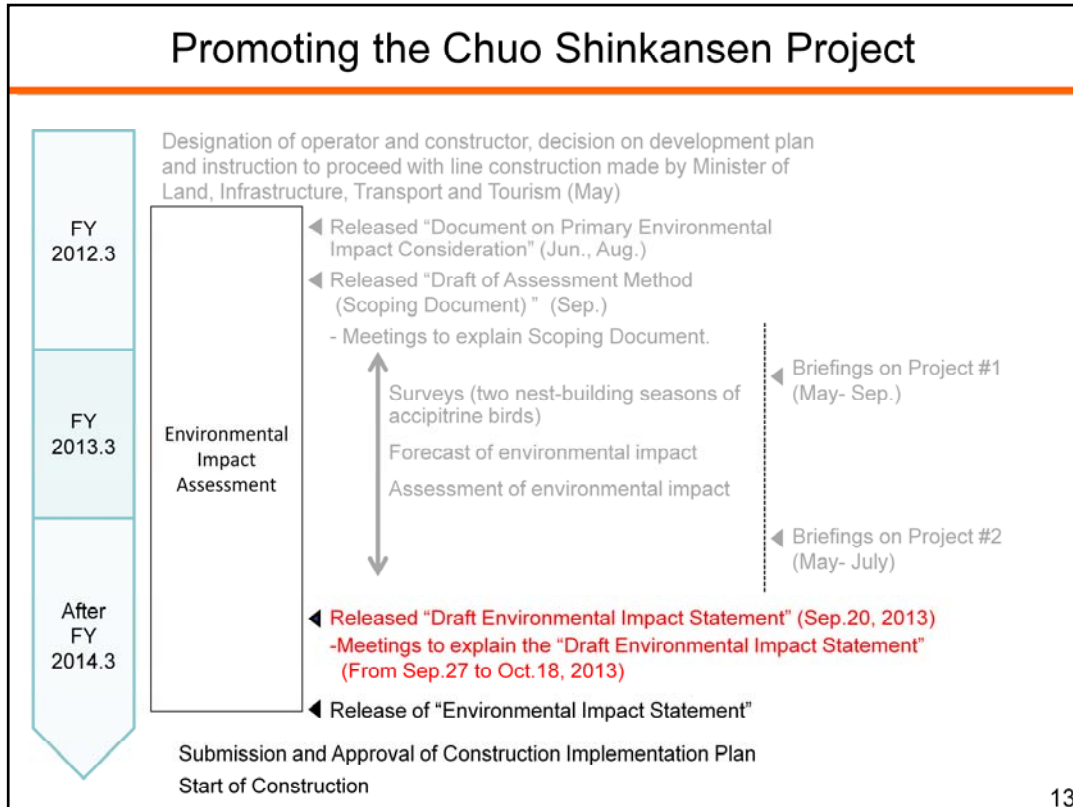 Promoting the Chuo Shinkansen Project
FY
2012.3
FY
2013.3
After
FY
2014.3
Designation of operator and constructor, decision on development plan
and instruction to proceed with line construction made by Minister of
Land, Infrastructure, Transport and Tourism (May)
Environmental
Impact
Assessment
Released “Document on Primary Environmental
Impact Consideration” (Jun., Aug.)
Released “Draft of Assessment Method
(Scoping Document) ” (Sep.)
- Meetings to explain Scoping Document.
Surveys (two nest-building seasons of
accipitrine birds)
Forecast of environmental impact
Assessment of environmental impact
Briefings on Project #1
(May- Sep.)
Briefings on Project #2
(May- July)
Released “Draft Environmental Impact Statement” (Sep.20, 2013)
-Meetings to explain the “Draft Environmental Impact Statement”
(From Sep.27 to Oct.18, 2013)
Release of “Environmental Impact Statement”
Submission and Approval of Construction Implementation Plan
Start of Construction
13